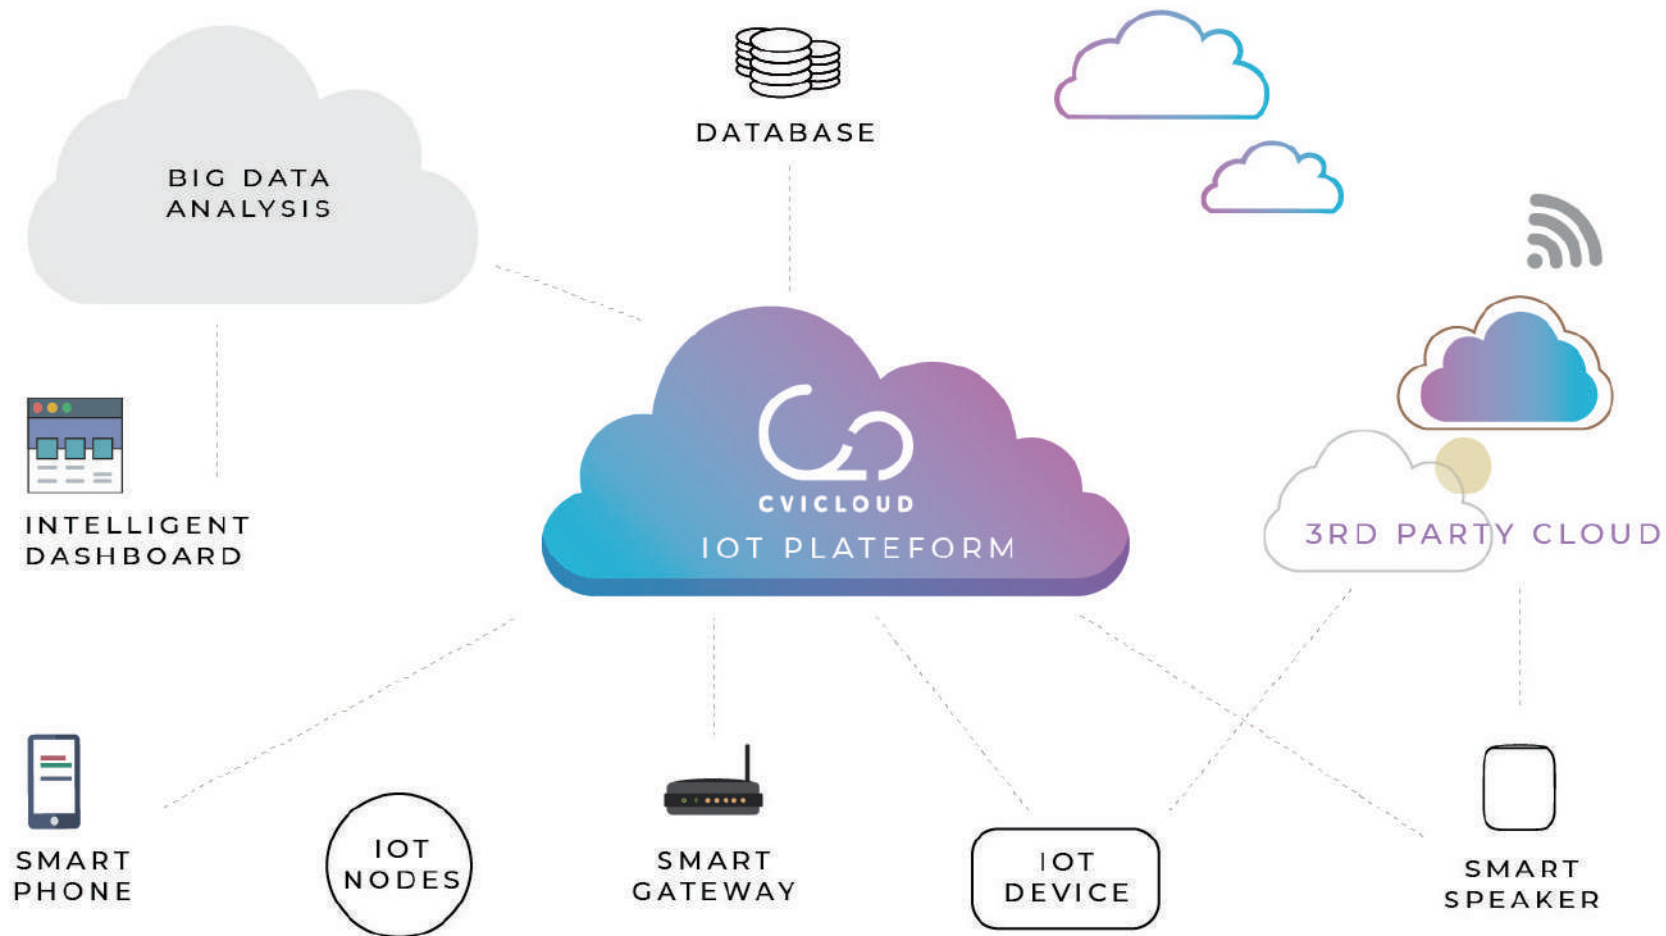 BIG DATA
ANALYSIS
DATABASE
INTELLIGENT
DASHBOARD
CVICLOUD
IOT PLATEFORM
3RD PARTY CLOUD
SMART
PHONE
IOT
NODES
SMART
GATEWAY
IOT
DEVICE
SMART
SPEAKER